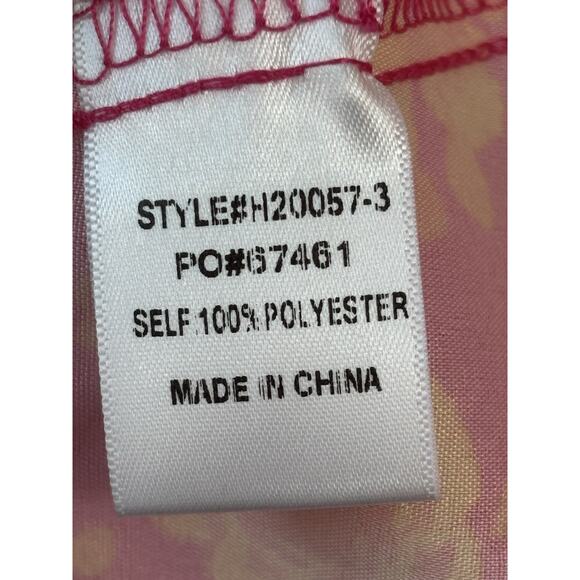 STYLE#H20057-3
PO#67461
SELF:100% POLYESTER
MADE IN CHINA